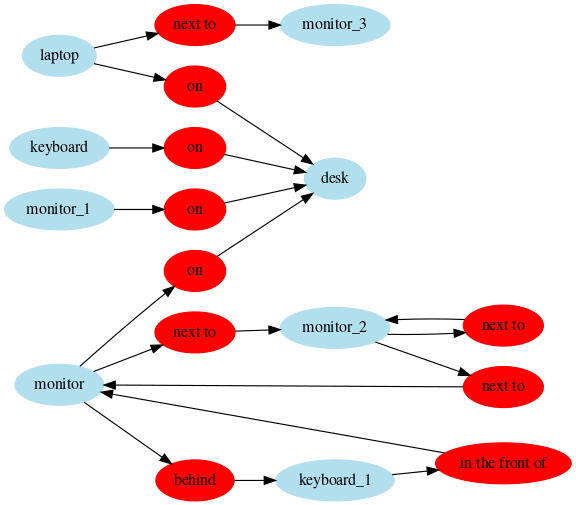 next to
monitor_3
laptop
on
keyboard
on
desk
monitor_1
on
on
next to
monitor_2
next to
monitor
next to
in the front of
behind
keyboard_1